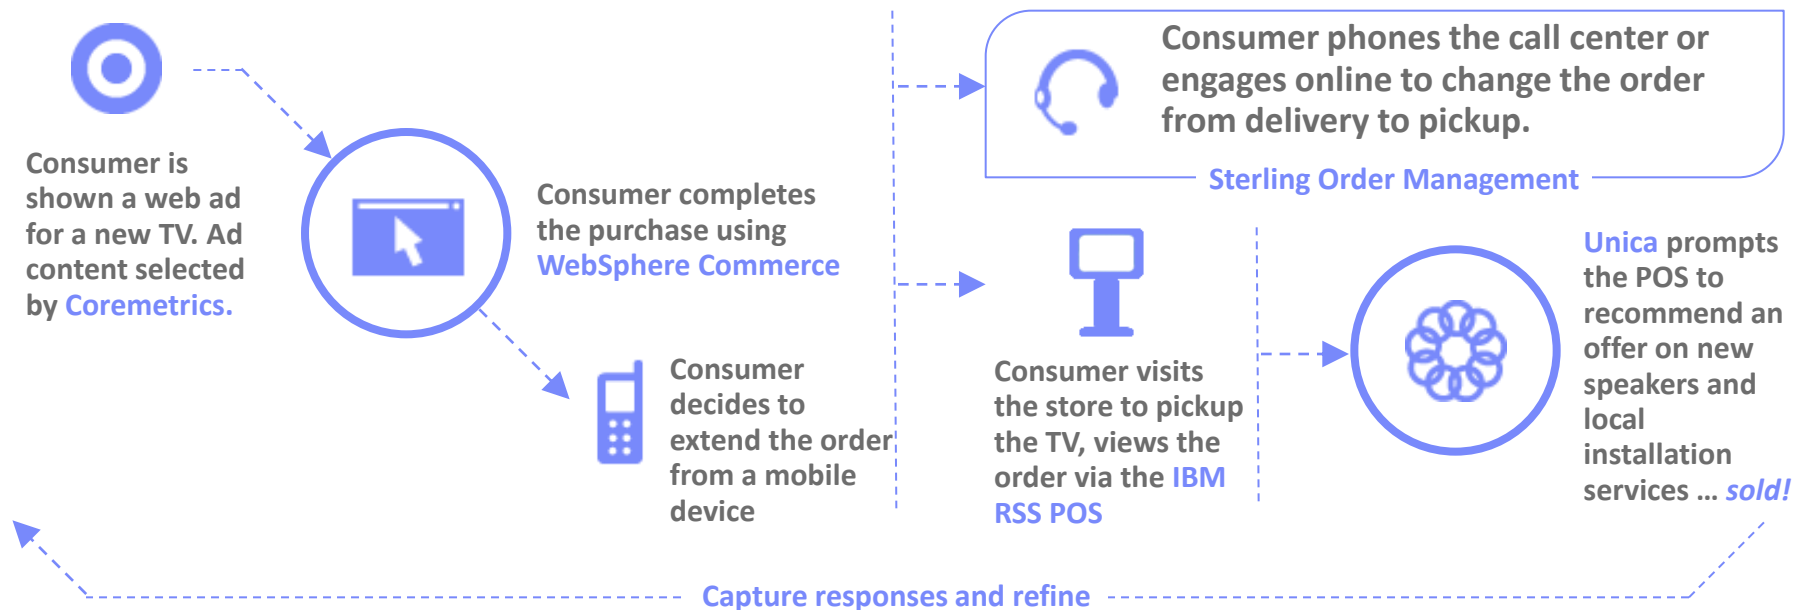 Consumer is
shown a web ad
for a new TV. Ad
content selected
by Coremetrics.
Consumer completes
the purchase using
WebSphere Commerce
Consumer
decides to
extend the order
from a mobile
device
Consumer phones the call center or
engages online to change the order
from delivery to pickup.
Sterling Order Management
Consumer visits
the store to pickup
the TV, views the
order via the IBM
RSS POS
Unica prompts
the POS to
recommend an
offer on new
speakers and
local
installation
services ... sold!
Capture responses and refine